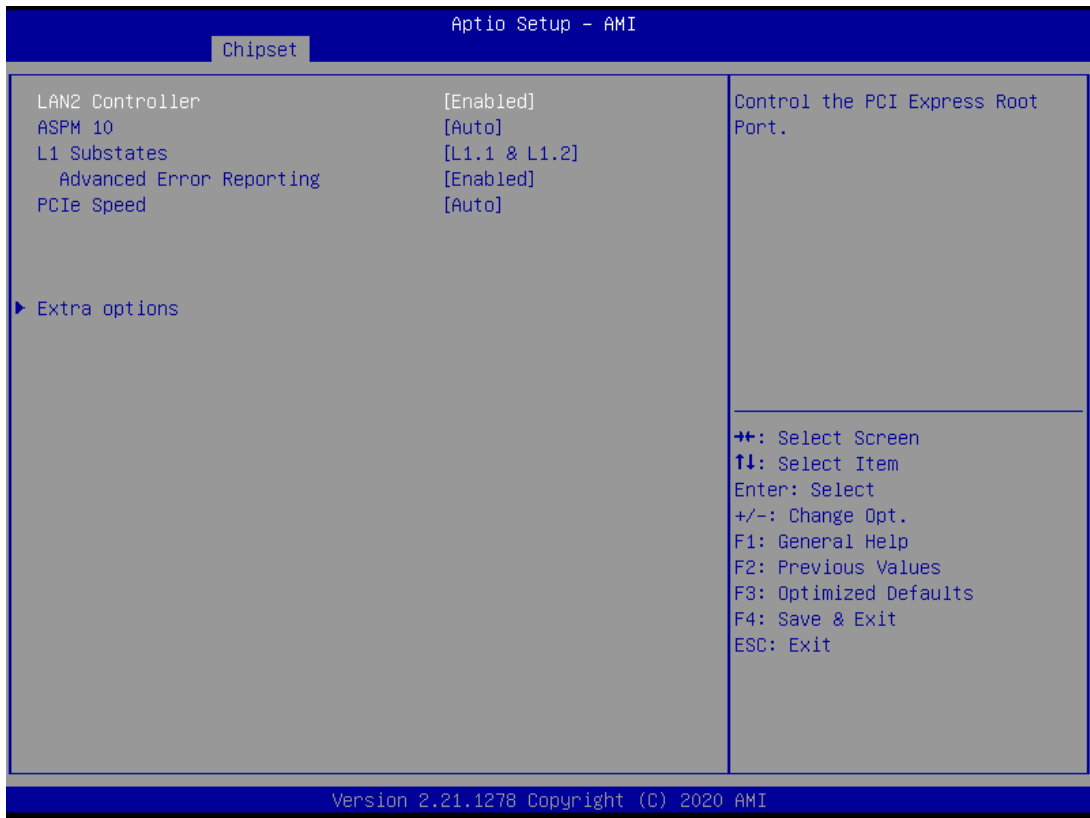 Aptio Setup – AMI
Chipset
LAN2 Controller [Enabled]
ASPM 10 [Auto]
L1 Substates [L1.1 & L1.2]
Advanced Error Reporting [Enabled]
PCIe Speed [Auto]
► Extra options
Control the PCI Express Root
Port.
→←: Select Screen
↑↓: Select Item
Enter: Select
+/-: Change Opt.
F1: General Help
F2: Previous Values
F3: Optimized Defaults
F4: Save & Exit
ESC: Exit
Version 2.21.1278 Copyright (C) 2020 AMI